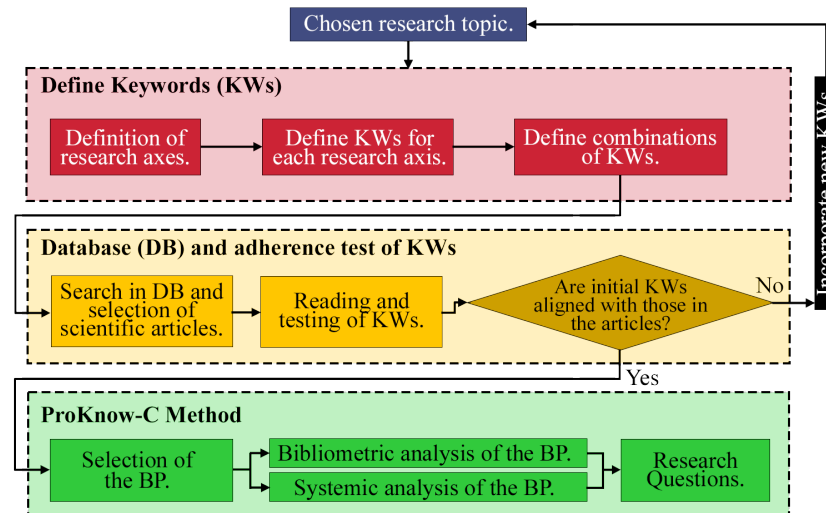 Chosen research topic.
Define Keywords (KWs)
Definition of
research axes.
Define KWs for
each research axis.
Define combinations
of KWs.
Incorporate new KWs
Database (DB) and adherence test of KWs
Search in DB and
selection of
scientific articles.
Reading and
testing of KWs.
Are initial KWs
aligned with those in
the articles?
No
Yes
ProKnow-C Method
Selection of
the BP.
Bibliometric analysis of the BP.
Systemic analysis of the BP.
Research
Questions.